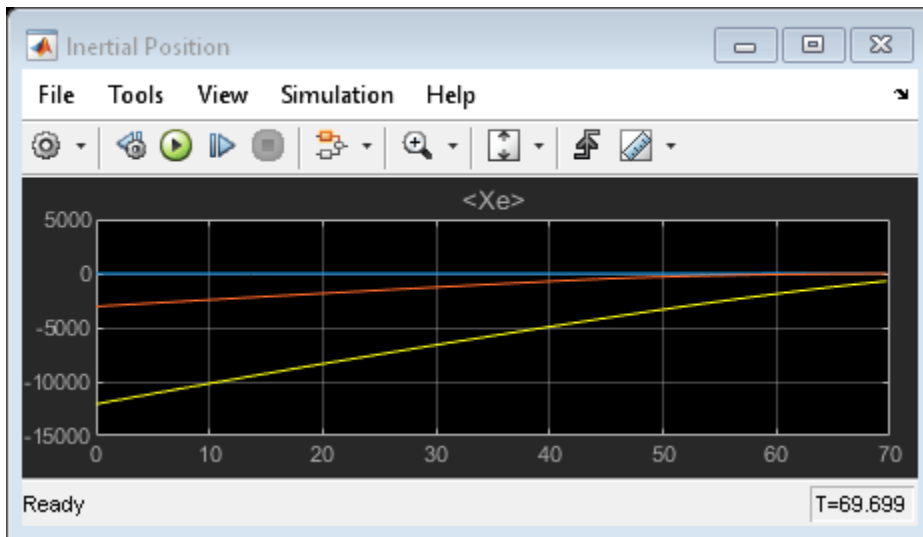 Inertial Position
File Tools View Simulation Help
<Xe>
5000
0
-5000
-10000
-15000
0 10 20 30 40 50 60 70
Ready T=69.699